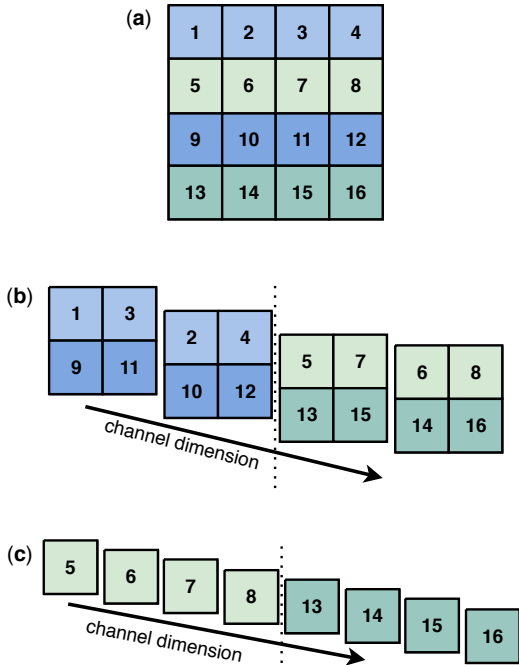 (a)
1 2 3 4
5 6 7 8
9 10 11 12
13 14 15 16
(b)
1 3
9 11
2 4
10 12
5 7
13 15
6 8
14 16
channel dimension
(c)
5 6 7 8 13 14 15 16
channel dimension